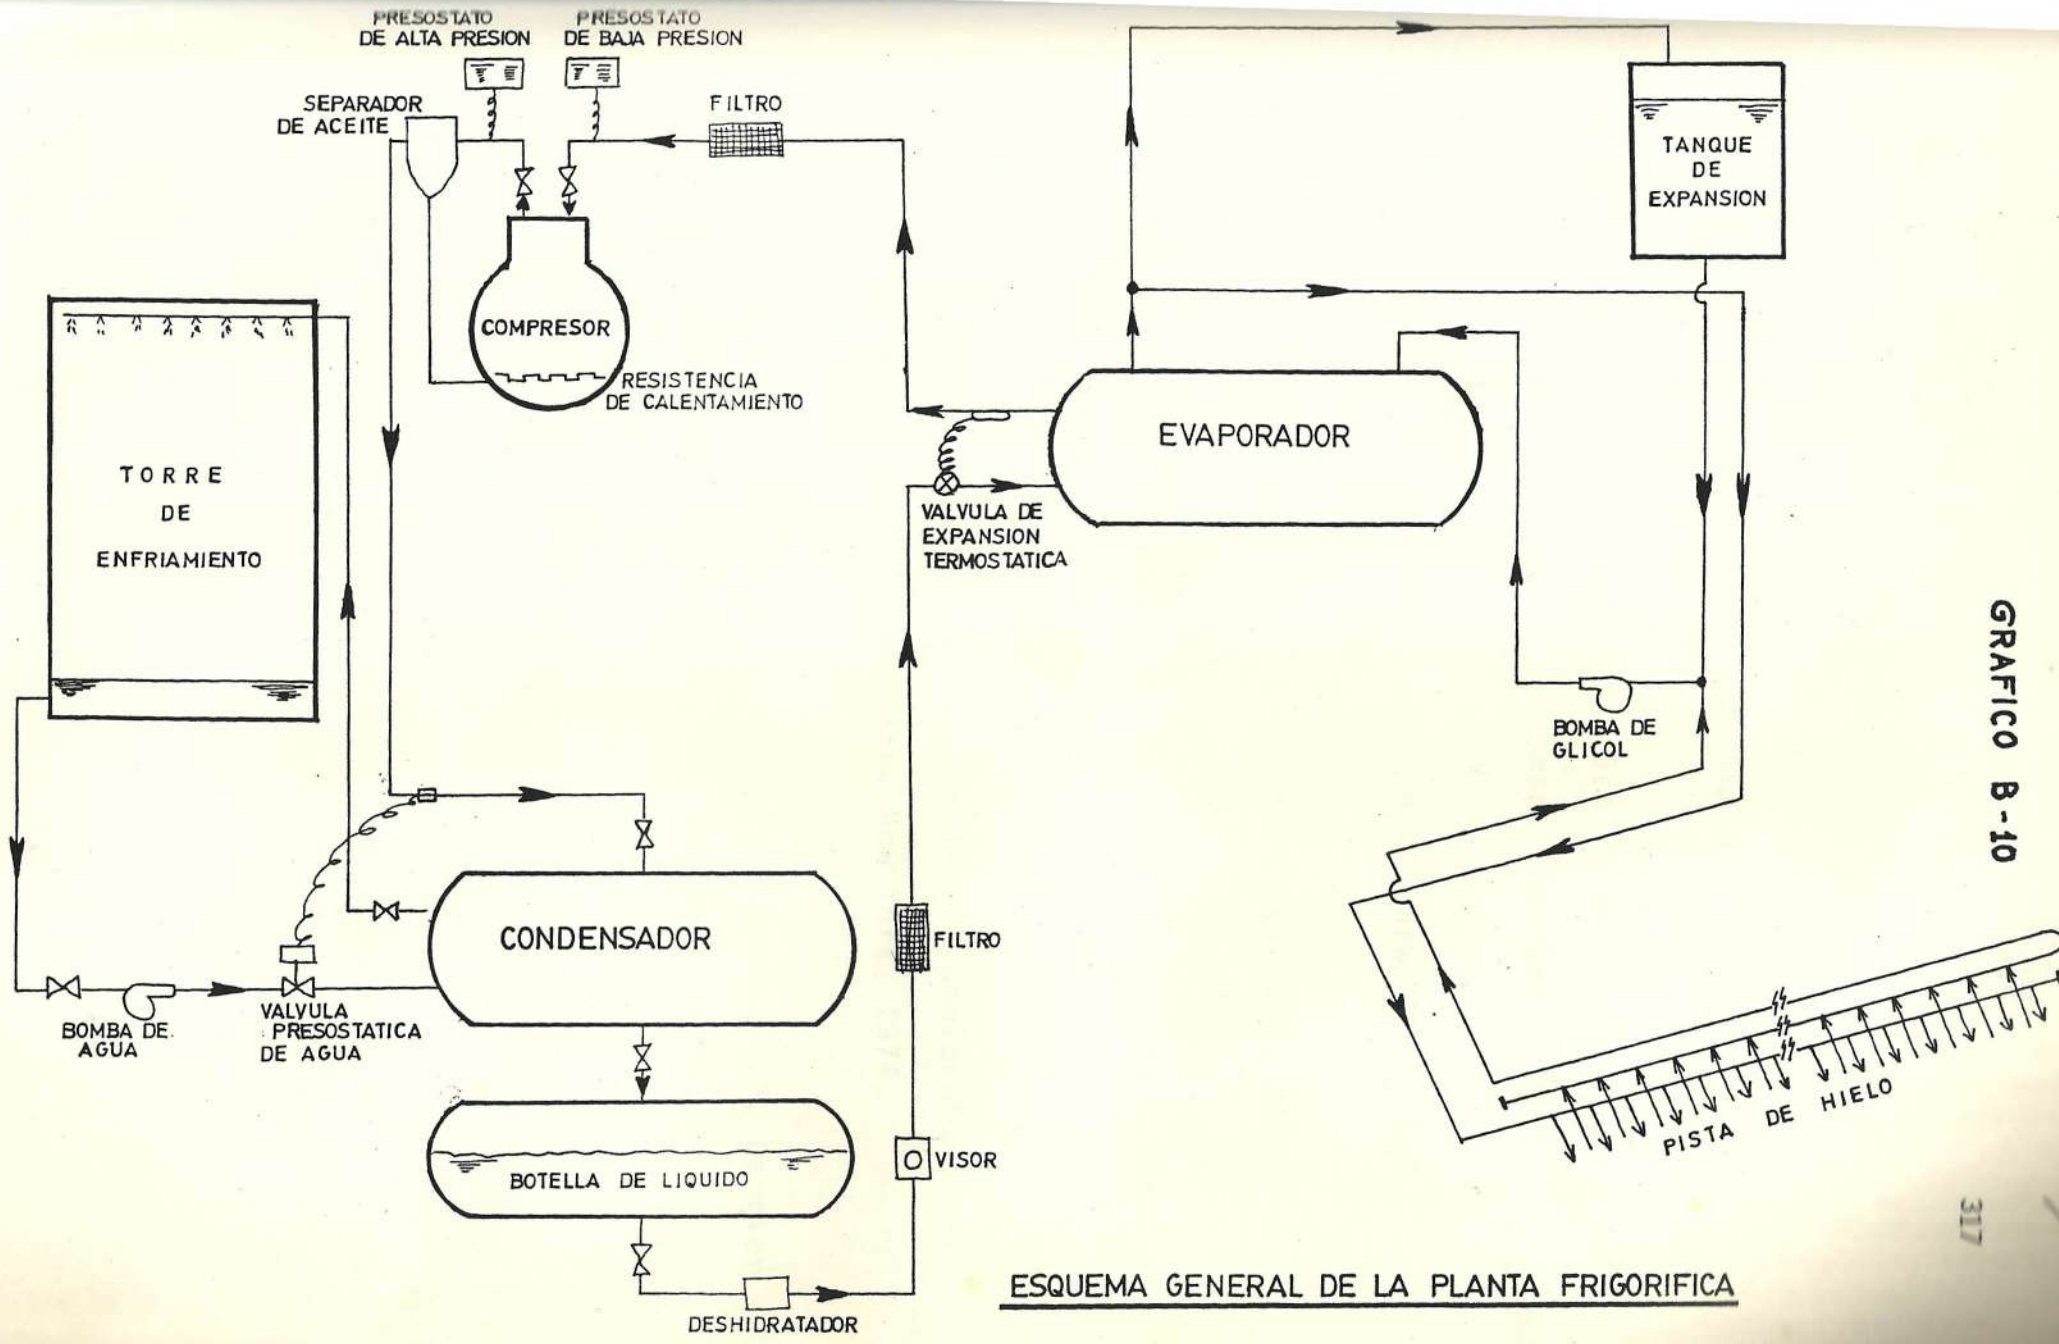 PRESOSTATO
DE ALTA PRESION
PRESOSTATO
DE BAJA PRESION
SEPARADOR
DE ACEITE
FILTRO
TANQUE
DE
EXPANSION
COMPRESOR
RESISTENCIA
DE CALENTAMIENTO
EVAPORADOR
TORRE
DE
ENFRIAMIENTO
VALVULA DE
EXPANSION
TERMOSTATICA
GRAFICO B-10
BOMBA DE
GLICOL
CONDENSADOR
FILTRO
BOMBA DE
AGUA
VALVULA
PRESOSTATICA
DE AGUA
PISTA DE HIELO
BOTELLA DE LIQUIDO
VISOR
317
DESHIDRATADOR
ESQUEMA GENERAL DE LA PLANTA FRIGORIFICA